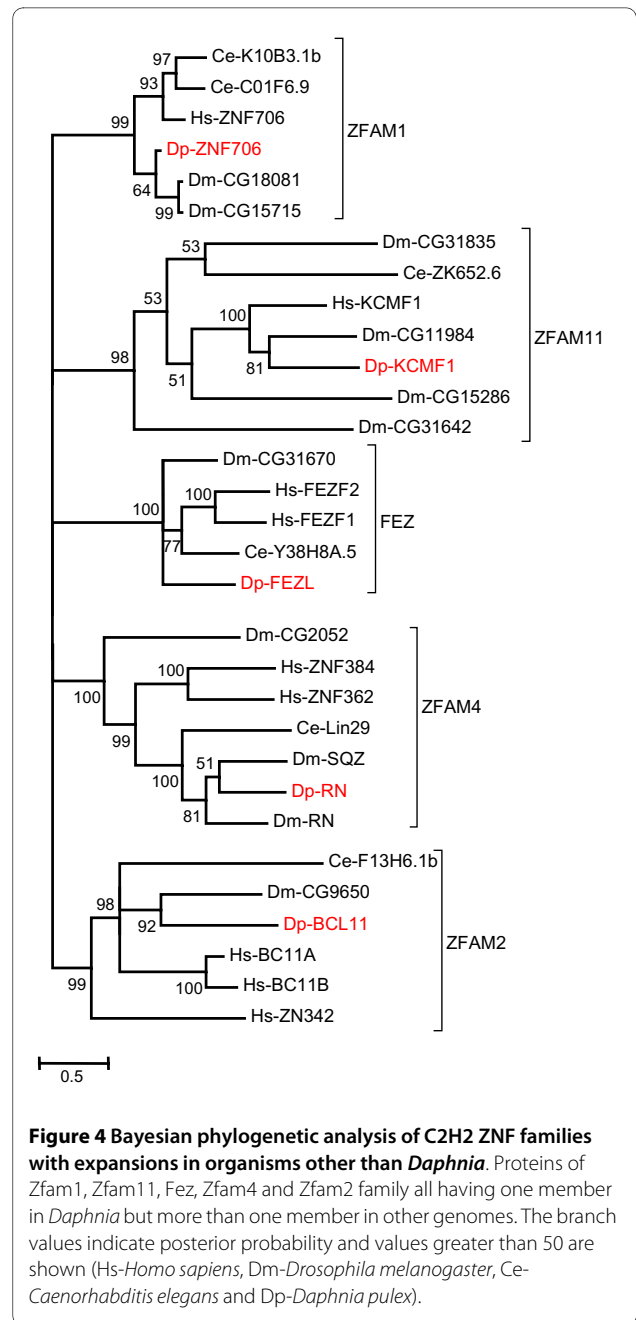 97
Ce-K10B3.1b
93
Ce-C01F6.9
99
Hs-ZNF706
ZFAM1
Dp-ZNF706
64
Dm-CG18081
99
Dm-CG15715
53
Dm-CG31835
Ce-ZK652.6
53
Hs-KCMF1
100
Dm-CG11984
ZFAM11
98
81
Dp-KCMF1
51
Dm-CG15286
Dm-CG31642
Dm-CG31670
100
Hs-FEZF2
100
Hs-FEZF1
FEZ
77
Ce-Y38H8A.5
Dp-FEZL
Dm-CG2052
100
Hs-ZNF384
100
Hs-ZNF362
ZFAM4
99
Ce-Lin29
51
Dm-SQZ
100
Dp-RN
81
Dm-RN
Ce-F13H6.1b
98
Dm-CG9650
92
Dp-BCL11
ZFAM2
Hs-BC11A
99
100
Hs-BC11B
Hs-ZN342
0.5
Figure 4 Bayesian phylogenetic analysis of C2H2 ZNF families
with expansions in organisms other than Daphnia. Proteins of
Zfam1, Zfam11, Fez, Zfam4 and Zfam2 family all having one member
in Daphnia but more than one member in other genomes. The branch
values indicate posterior probability and values greater than 50 are
shown (Hs-Homo sapiens, Dm-Drosophila melanogaster, Ce-
Caenorhabditis elegans and Dp-Daphnia pulex).